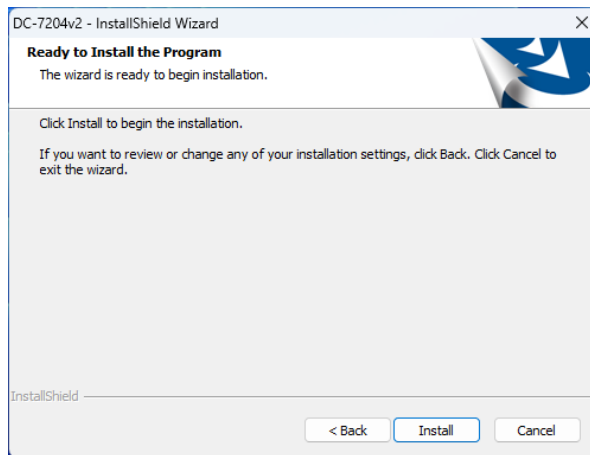 DC-7204v2 - InstallShield Wizard
Ready to Install the Program
The wizard is ready to begin installation.
Click Install to begin the installation.
If you want to review or change any of your installation settings, click Back. Click Cancel to
exit the wizard.
InstallShield
< Back Install Cancel